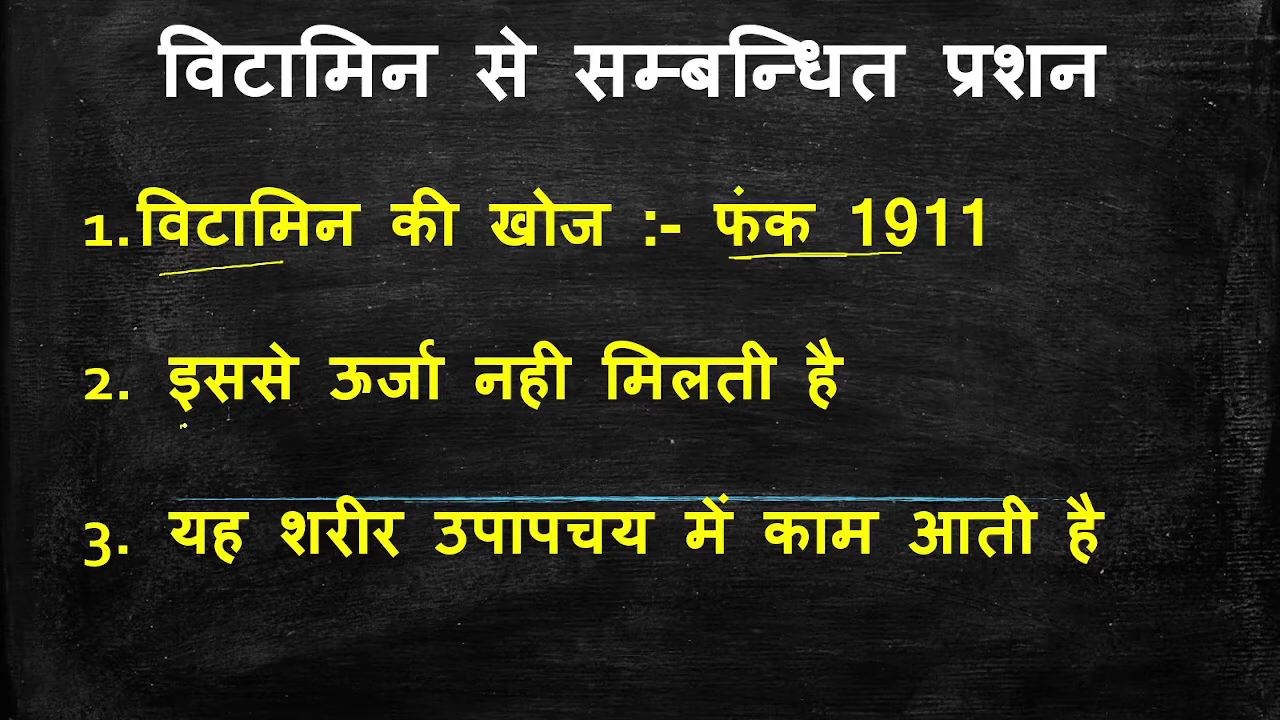 विटामिन से सम्बन्धित प्रशन
1.विटामिन की खोज :- फंक 1911
2. इससे ऊर्जा नही मिलती है
3. यह शरीर उपापचय में काम आती है